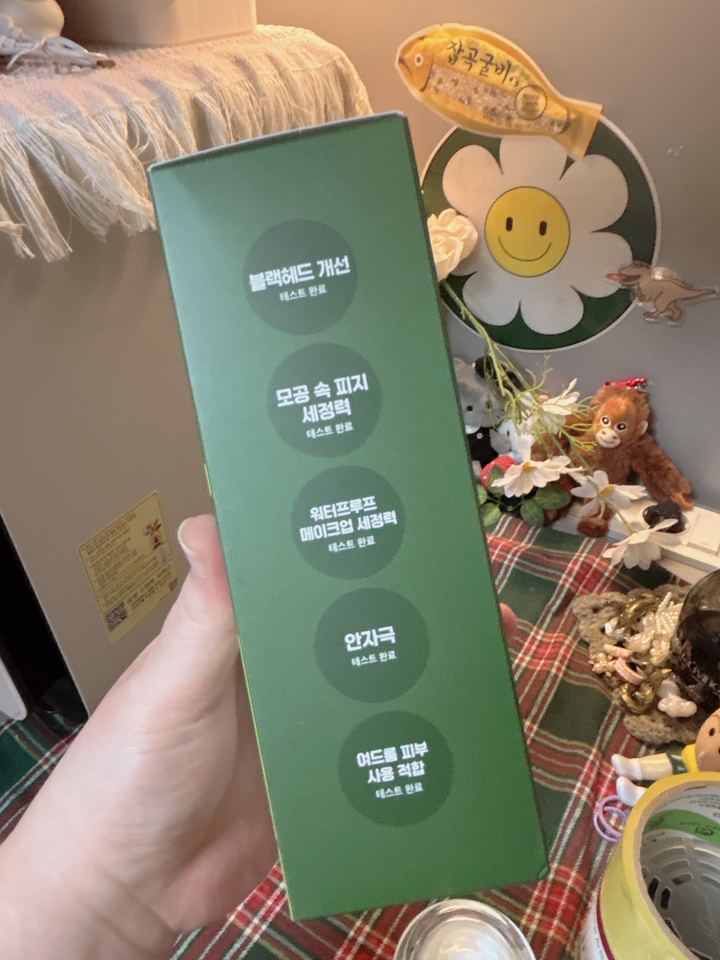 잡곡굴비
블랙헤드 개선
테스트 완료
모공 속 피지
세정력
테스트 완료
워터프루프
메이크업 세정력
테스트 완료
안자극
테스트 완료
여드름 피부
사용 적합
테스트 완료